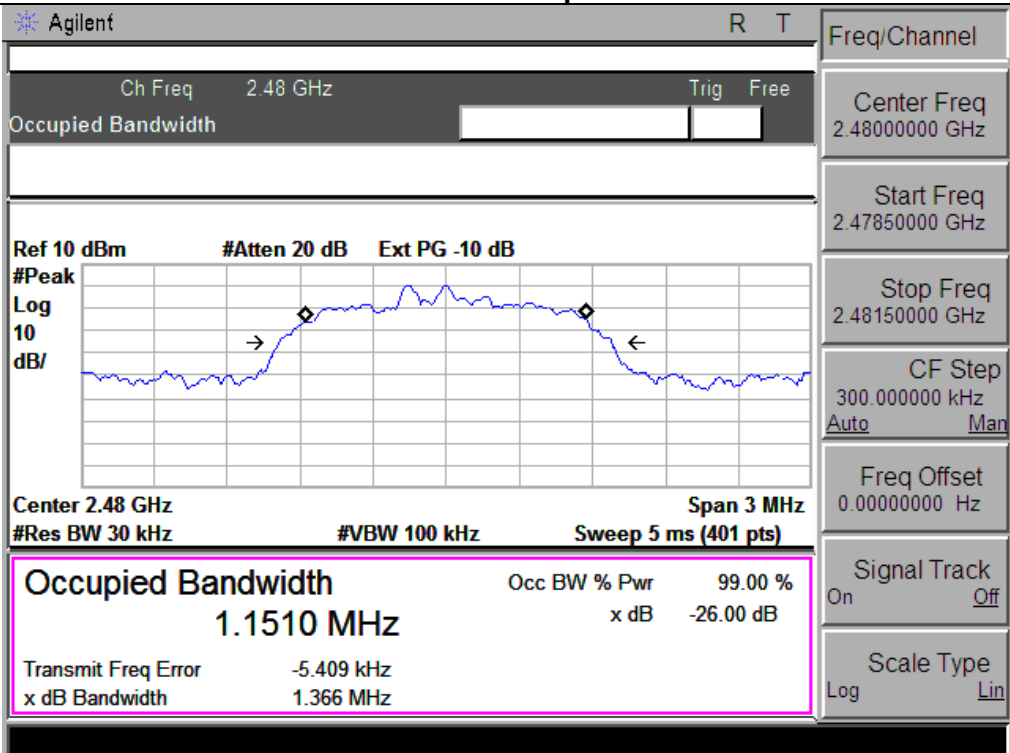 Agilent R T
Freq/Channel
Ch Freq 2.48 GHz Trig Free
Occupied Bandwidth
Center Freq
2.48000000 GHz
Start Freq
2.47850000 GHz
Stop Freq
2.48150000 GHz
CF Step
300.000000 kHz
Auto Man
Freq Offset
0.00000000 Hz
Signal Track
On Off
Scale Type
Log Lin
Ref 10 dBm #Atten 20 dB Ext PG -10 dB
#Peak
Log
10
dB/
Center 2.48 GHz Span 3 MHz
#Res BW 30 kHz #VBW 100 kHz Sweep 5 ms (401 pts)
Occupied Bandwidth Occ BW % Pwr 99.00 %
1.1510 MHz x dB -26.00 dB
Transmit Freq Error -5.409 kHz
x dB Bandwidth 1.366 MHz